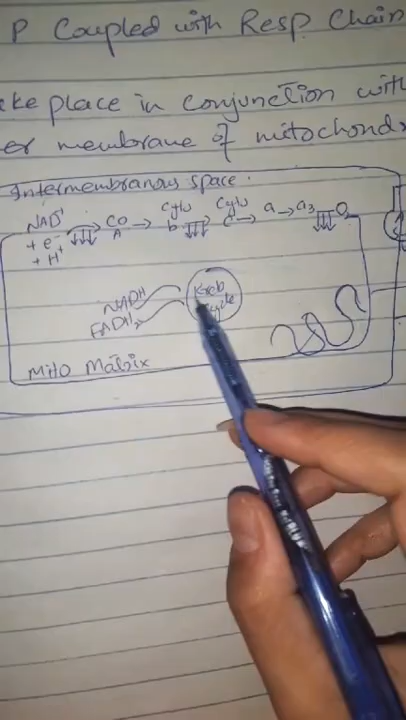 P Coupled with Resp Chain
ke place in conjunction with
er membrane of mitochond
Intermembranous space.
NAD+ → CO A → Cyto b → Cyto c → a → a3 O2
+ e-
+ H+
NADH
FADH2
Kreb
Cycle
Mito Matrix